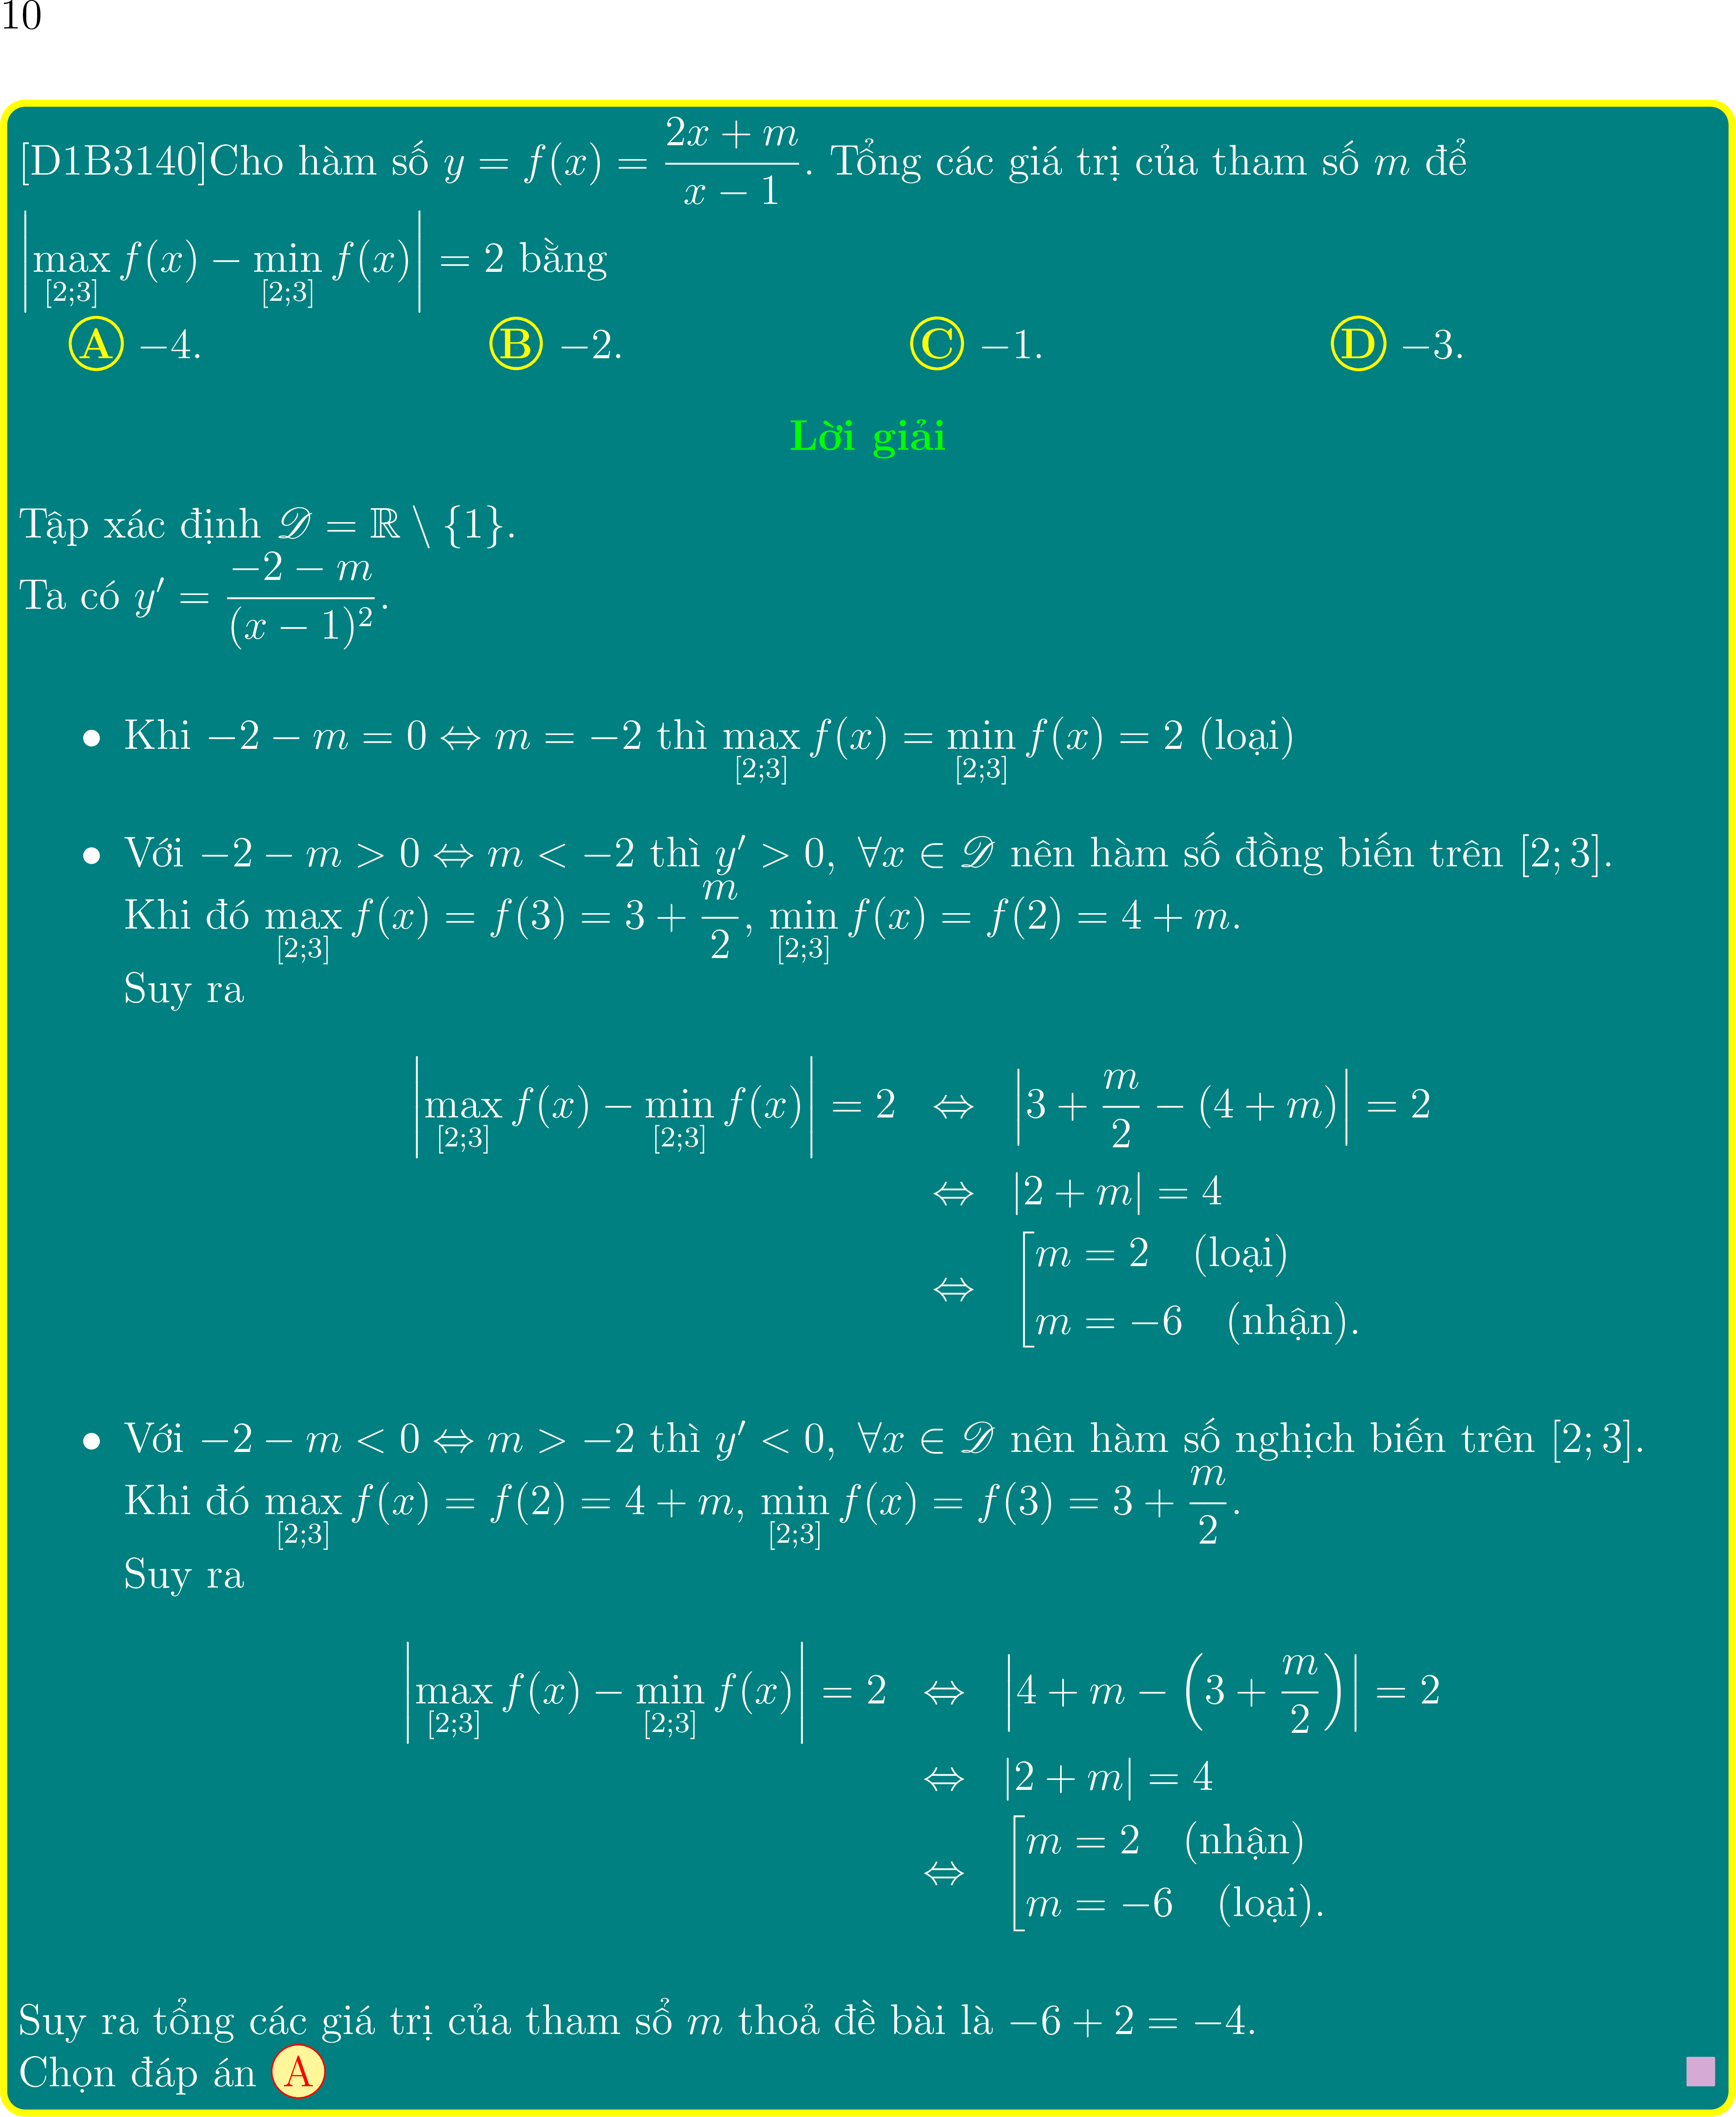 10
[D1B3140]Cho hàm số $y = f(x) = \dfrac{2x + m}{x - 1}$. Tổng các giá trị của tham số $m$ để
$\left| \max\limits_{[2;3]} f(x) - \min\limits_{[2;3]} f(x) \right| = 2$ bằng
A −4. B −2. C −1. D −3.
Lời giải
Tập xác định $\mathscr{D} = \mathbb{R} \setminus \{1\}$.
Ta có $y' = \dfrac{-2 - m}{(x - 1)^2}$.
• Khi $-2 - m = 0 \Leftrightarrow m = -2$ thì $\max\limits_{[2;3]} f(x) = \min\limits_{[2;3]} f(x) = 2$ (loại)
• Với $-2 - m > 0 \Leftrightarrow m < -2$ thì $y' > 0, \ \forall x \in \mathscr{D}$ nên hàm số đồng biến trên $[2; 3]$.
Khi đó $\max\limits_{[2;3]} f(x) = f(3) = 3 + \dfrac{m}{2}$, $\min\limits_{[2;3]} f(x) = f(2) = 4 + m$.
Suy ra
$\left| \max\limits_{[2;3]} f(x) - \min\limits_{[2;3]} f(x) \right| = 2 \Leftrightarrow \left| 3 + \dfrac{m}{2} - (4 + m) \right| = 2$
$\Leftrightarrow |2 + m| = 4$
$\Leftrightarrow \left[ \begin{array}{l} m = 2 \quad \text{(loại)} \\ m = -6 \quad \text{(nhận)}. \end{array} \right.$
• Với $-2 - m < 0 \Leftrightarrow m > -2$ thì $y' < 0, \ \forall x \in \mathscr{D}$ nên hàm số nghịch biến trên $[2; 3]$.
Khi đó $\max\limits_{[2;3]} f(x) = f(2) = 4 + m$, $\min\limits_{[2;3]} f(x) = f(3) = 3 + \dfrac{m}{2}$.
Suy ra
$\left| \max\limits_{[2;3]} f(x) - \min\limits_{[2;3]} f(x) \right| = 2 \Leftrightarrow \left| 4 + m - \left( 3 + \dfrac{m}{2} \right) \right| = 2$
$\Leftrightarrow |2 + m| = 4$
$\Leftrightarrow \left[ \begin{array}{l} m = 2 \quad \text{(nhận)} \\ m = -6 \quad \text{(loại)}. \end{array} \right.$
Suy ra tổng các giá trị của tham sổ $m$ thoả đề bài là $-6 + 2 = -4$.
Chọn đáp án A